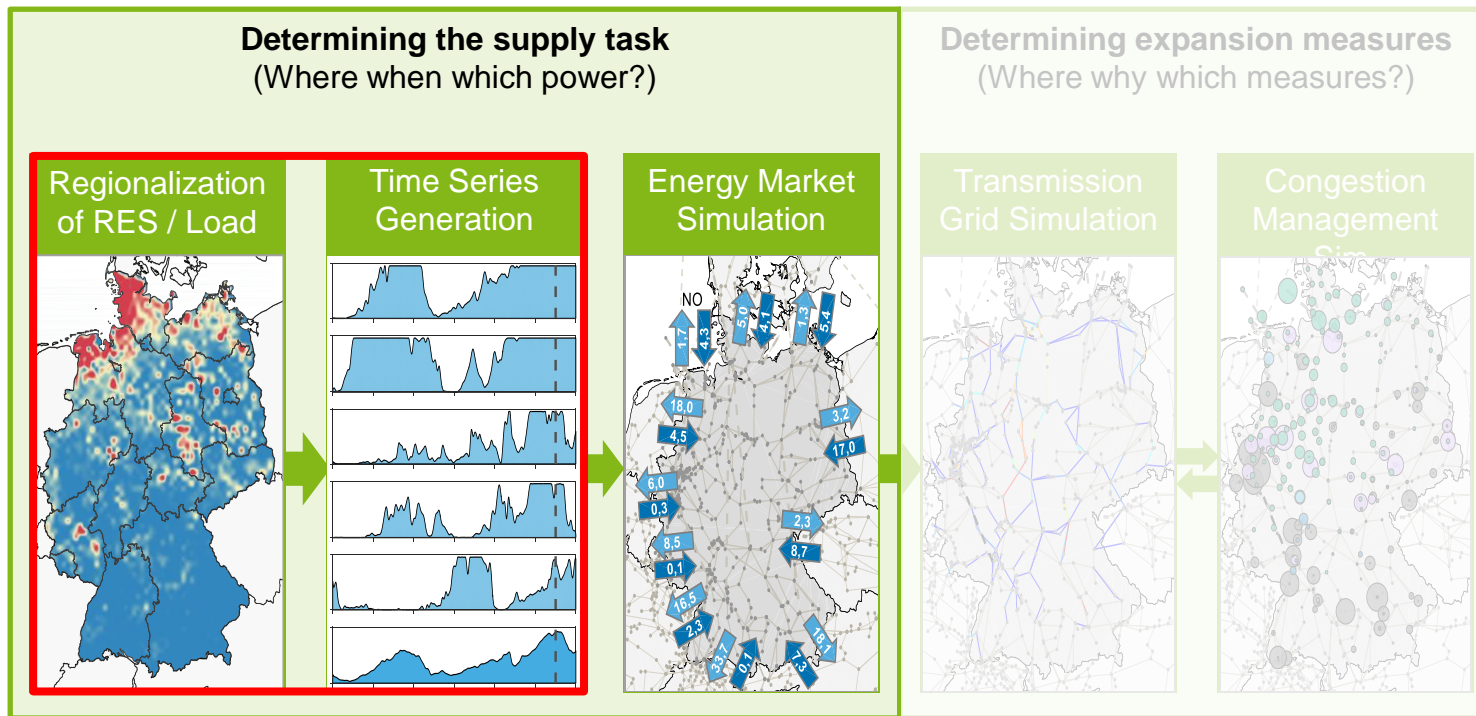 Determining the supply task
(Where when which power?)
Determining expansion measures
(Where why which measures?)
Regionalization
of RES / Load
Time Series
Generation
Energy Market
Simulation
Transmission
Grid Simulation
Congestion
Management
Sim.
NO
1,7
4,3
5,0
4,1
1,3
5,4
18,0
4,5
3,2
17,0
6,0
0,3
2,3
8,7
8,5
0,1
16,5
2,3
33,7
0,1
7,3
18,1